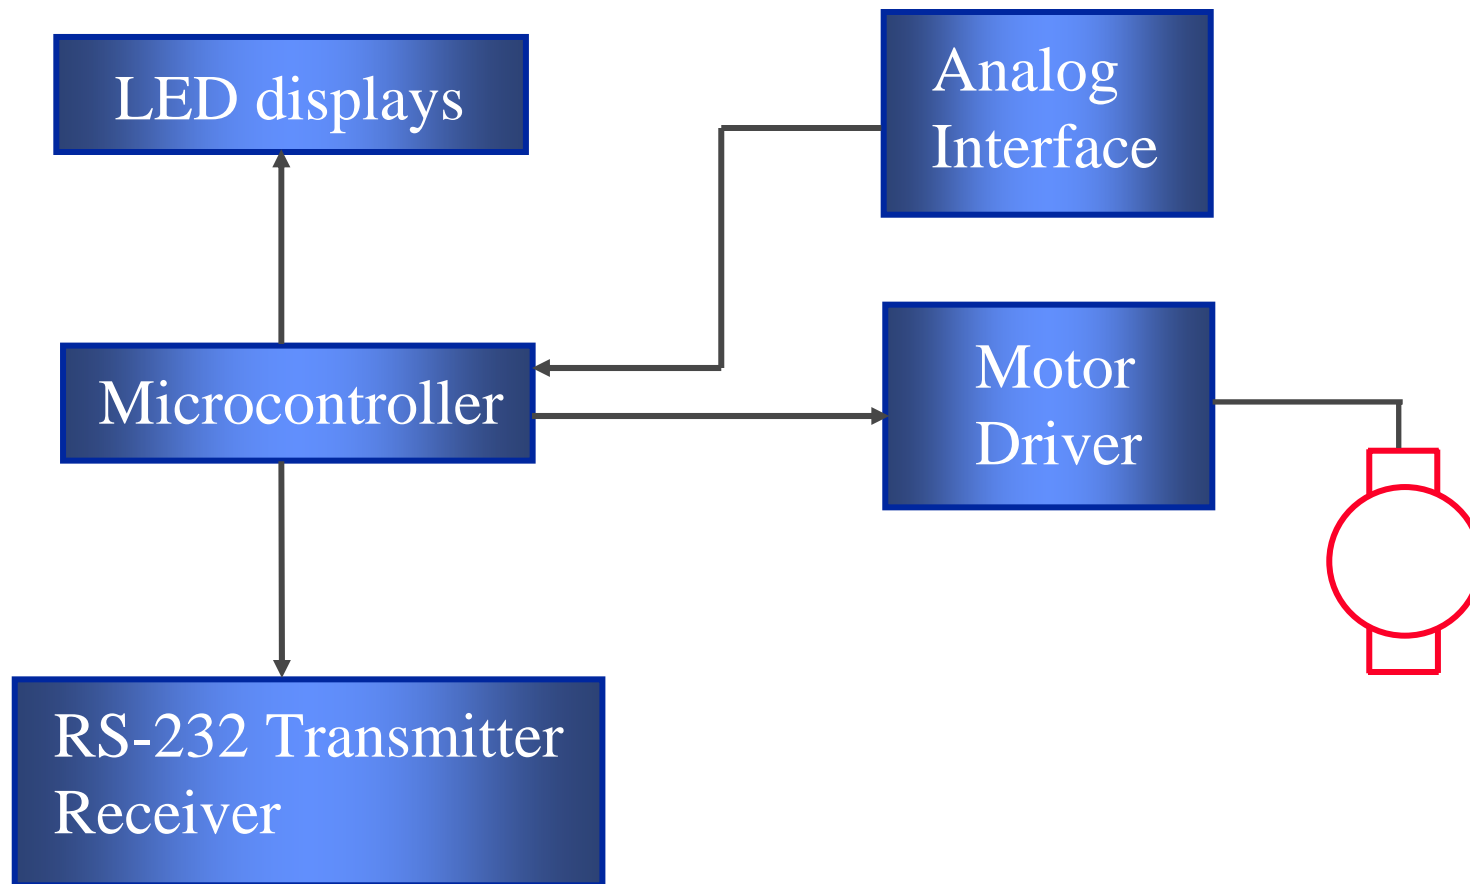 LED displays
Analog
Interface
Microcontroller
Motor
Driver
RS-232 Transmitter
Receiver